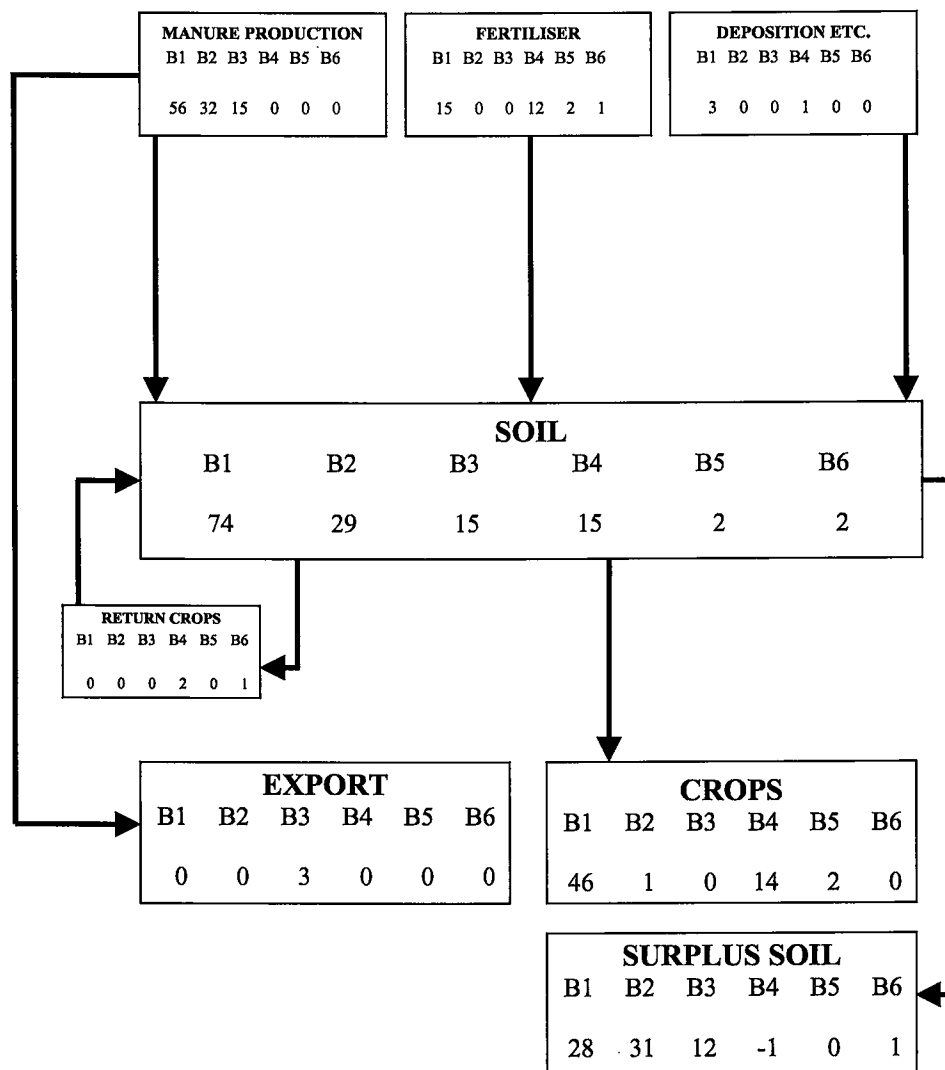 MANURE PRODUCTION
B1 B2 B3 B4 B5 B6
56 32 15 0 0 0
FERTILISER
B1 B2 B3 B4 B5 B6
15 0 0 12 2 1
DEPOSITION ETC.
B1 B2 B3 B4 B5 B6
3 0 0 1 0 0
SOIL
B1 B2 B3 B4 B5 B6
74 29 15 15 2 2
RETURN CROPS
B1 B2 B3 B4 B5 B6
0 0 0 2 0 1
EXPORT
B1 B2 B3 B4 B5 B6
0 0 3 0 0 0
CROPS
B1 B2 B3 B4 B5 B6
46 1 0 14 2 0
SURPLUS SOIL
B1 B2 B3 B4 B5 B6
28 31 12 -1 0 1